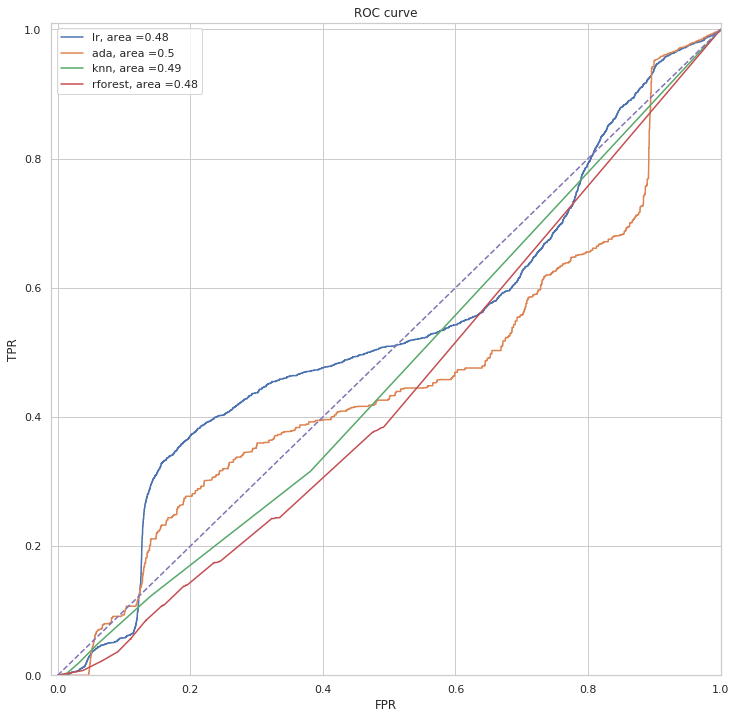 ROC curve
lr, area =0.48
ada, area =0.5
knn, area =0.49
rforest, area =0.48
1.0
0.8
0.6
0.4
0.2
0.0
TPR
0.0 0.2 0.4 0.6 0.8 1.0
FPR